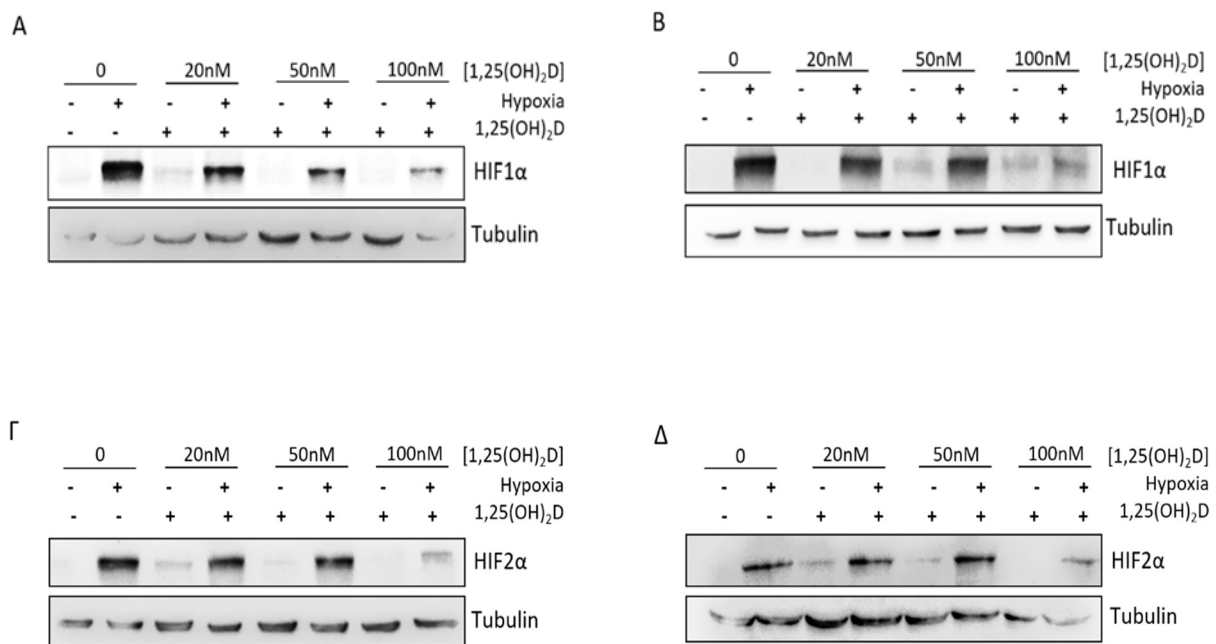 A
0 20nM 50nM 100nM [1,25(OH)₂D]
- + - + - + - + Hypoxia
- - + + + + + + 1,25(OH)₂D
HIF1α
Tubulin
B
0 20nM 50nM 100nM [1,25(OH)₂D]
- + - + - + - + Hypoxia
- - + + + + + + 1,25(OH)₂D
HIF1α
Tubulin
Γ
0 20nM 50nM 100nM [1,25(OH)₂D]
- + - + - + - + Hypoxia
- - + + + + + + 1,25(OH)₂D
HIF2α
Tubulin
Δ
0 20nM 50nM 100nM [1,25(OH)₂D]
- + - + - + - + Hypoxia
- - + + + + + + 1,25(OH)₂D
HIF2α
Tubulin